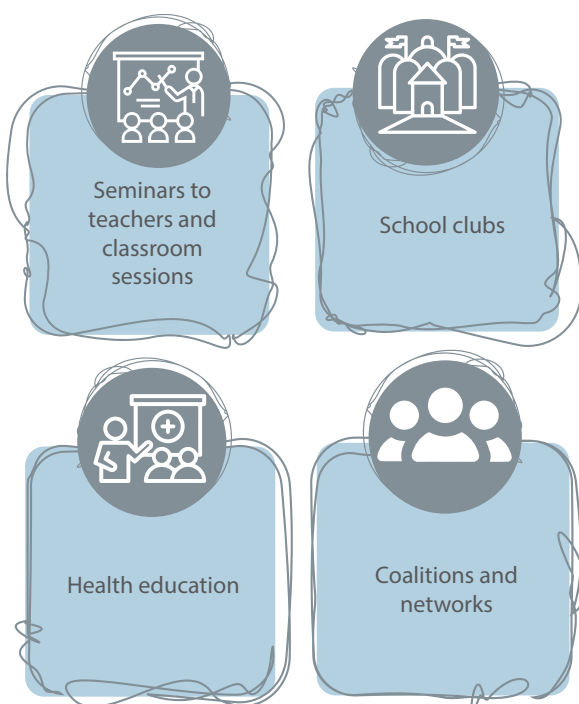 Seminars to
teachers and
classroom
sessions
School clubs
Health education
Coalitions and
networks